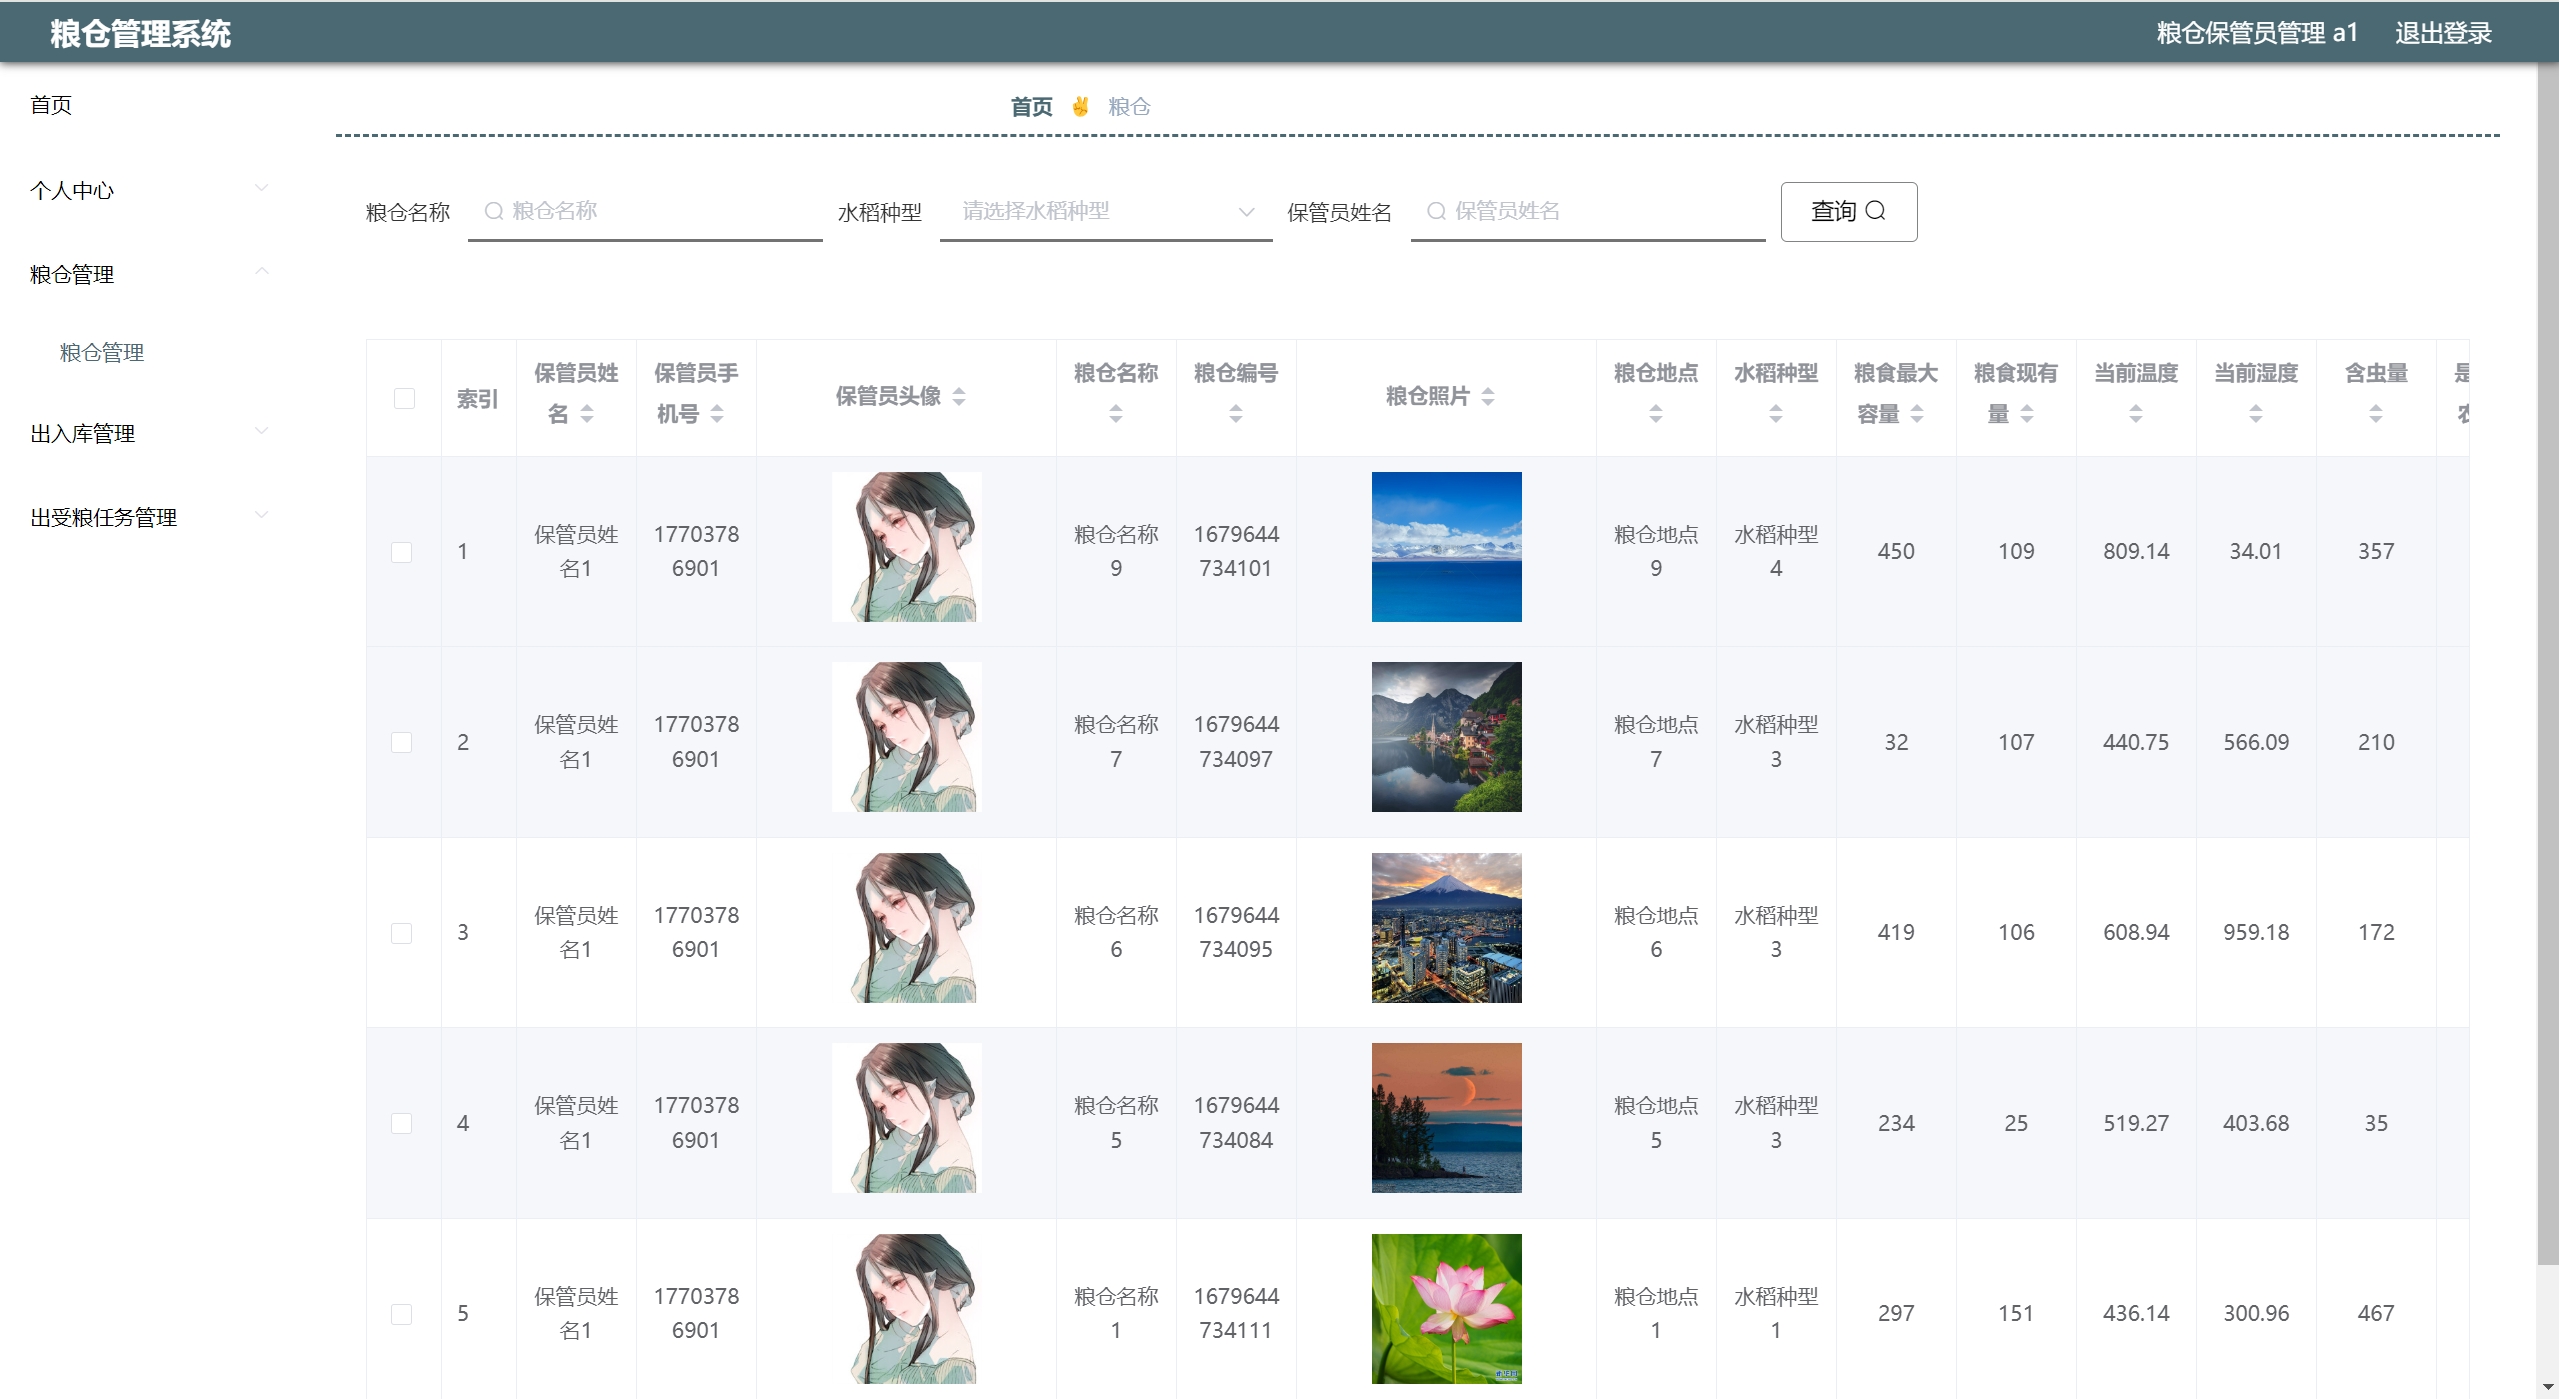 粮仓管理系统
粮仓保管员管理 a1 退出登录
首页
个人中心
粮仓管理
粮仓管理
出入库管理
出受粮任务管理
首页 ✌ 粮仓
粮仓名称 粮仓名称 水稻种型 请选择水稻种型 保管员姓名 保管员姓名 查询
索引 保管员姓名 保管员手机号 保管员头像 粮仓名称 粮仓编号 粮仓照片 粮仓地点 水稻种型 粮食最大容量 粮食现有量 当前温度 当前湿度 含虫量 是
1 保管员姓名1 17703786901 粮仓名称9 1679644734101 粮仓地点9 水稻种型4 450 109 809.14 34.01 357
2 保管员姓名1 17703786901 粮仓名称7 1679644734097 粮仓地点7 水稻种型3 32 107 440.75 566.09 210
3 保管员姓名1 17703786901 粮仓名称6 1679644734095 粮仓地点6 水稻种型3 419 106 608.94 959.18 172
4 保管员姓名1 17703786901 粮仓名称5 1679644734084 粮仓地点5 水稻种型3 234 25 519.27 403.68 35
5 保管员姓名1 17703786901 粮仓名称1 1679644734111 粮仓地点1 水稻种型1 297 151 436.14 300.96 467